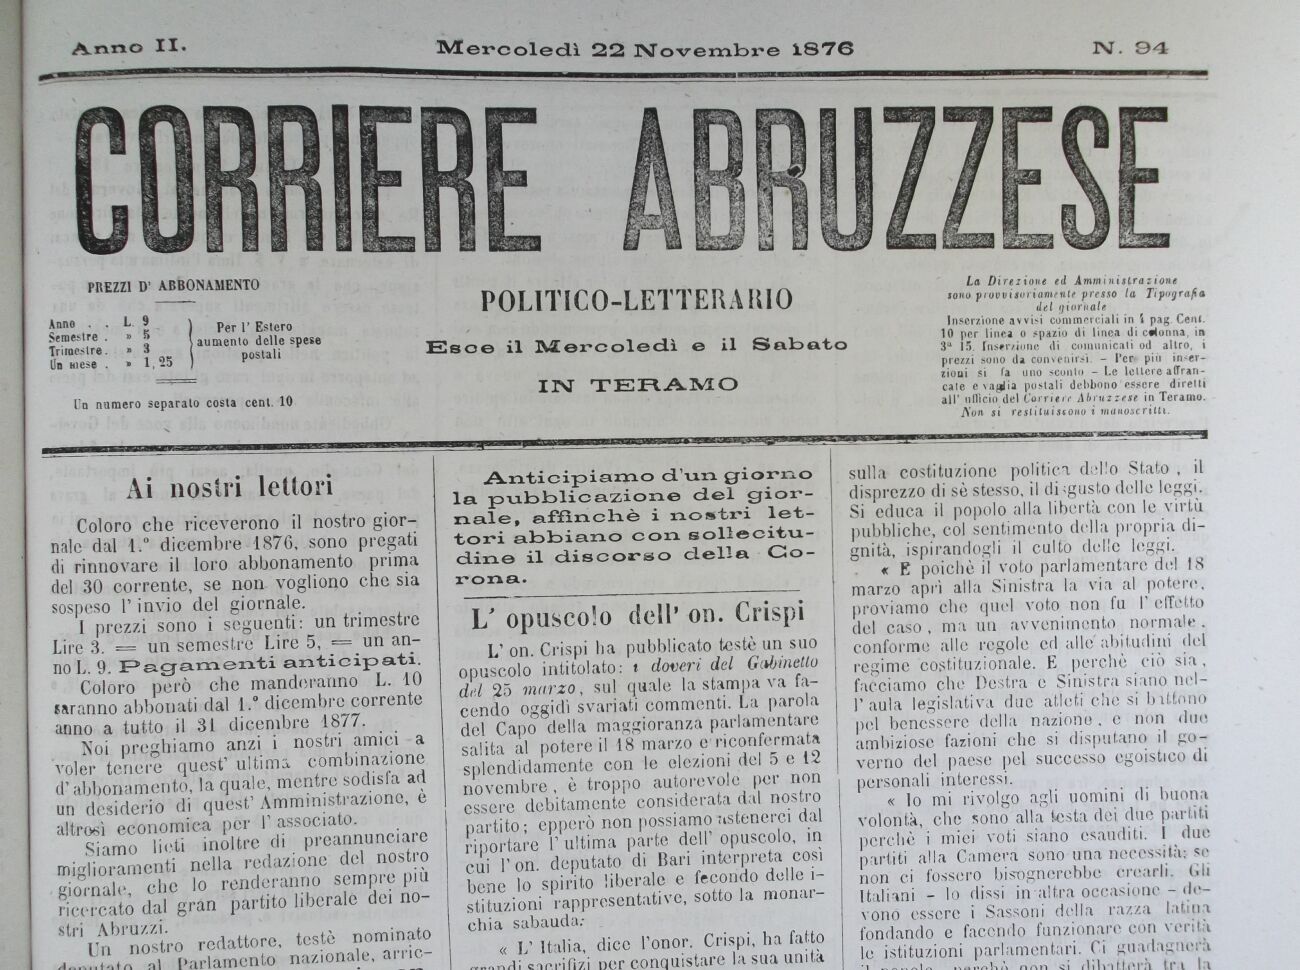 Anno II.
Mercoledì 22 Novembre 1876
N. 94
CORRIERE ABRUZZESE
PREZZI D' ABBONAMENTO
Anno . . L. 9
Semestre . » 5
Trimestre . » 3
Un mese . » 1,25
Per l' Estero
aumento delle spese
postali
Un numero separato costa cent. 10
POLITICO-LETTERARIO
Esce il Mercoledì e il Sabato
IN TERAMO
La Direzione ed Amministrazione
sono provvisoriamente presso la Tipografia
del giornale
Inserzione avvisi commerciali in 4 pag. Cent.
10 per linea o spazio di linea di colonna, in
3ª 15. Inserzione di comunicati od altro, i
prezzi sono da convenirsi. - Per più inser-
zioni si fa uno sconto - Le lettere affran-
cate e vaglia postali debbono essere diretti
all' ufficio del Corriere Abruzzese in Teramo.
Non si restituiscono i manoscritti.
Ai nostri lettori
Coloro che riceverono il nostro gior-
nale dal 1.º dicembre 1876, sono pregati
di rinnovare il loro abbonamento prima
del 30 corrente, se non vogliono che sia
sospeso l' invio del giornale.
I prezzi sono i seguenti: un trimestre
Lire 3. = un semestre Lire 5, = un an-
no L. 9. Pagamenti anticipati.
Coloro però che manderanno L. 10
saranno abbonati dal 1.º dicembre corrente
anno a tutto il 31 dicembre 1877.
Noi preghiamo anzi i nostri amici a
voler tenere quest' ultima combinazione
d'abbonamento, la quale, mentre sodisfa ad
un desiderio di quest' Amministrazione, è
altrosì economica per l' associato.
Siamo lieti inoltre di preannunciare
miglioramenti nella redazione del nostro
giornale, che lo renderanno sempre più
ricercato dal gran partito liberale dei no-
stri Abruzzi.
Un nostro redattore, testè nominato
deputato al Parlamento nazionale, arric-
Anticipiamo d'un giorno
la pubblicazione del gior-
nale, affinchè i nostri let-
tori abbiano con sollecitu-
dine il discorso della Co-
rona.
L' opuscolo dell' on. Crispi
L' on. Crispi ha pubblicato testè un suo
opuscolo intitolato: i doveri del Gabinetto
del 25 marzo, sul quale la stampa va fa-
cendo oggidì svariati commenti. La parola
del Capo della maggioranza parlamentare
salita al potere il 18 marzo e riconfermata
splendidamente con le elezioni del 5 e 12
novembre, è troppo autorevole per non
essere debitamente considerata dal nostro
partito; epperò non possiamo astenerci dal
riportare l'ultima parte dell' opuscolo, in
cui l'on. deputato di Bari interpreta così
bene lo spirito liberale e fecondo delle i-
stituzioni rappresentative, sotto la monar-
chia sabauda:
« L' Italia, dice l'onor. Crispi, ha fatto
grandi sacrifizi per conquistare la sua unità
sulla costituzione politica dello Stato, il
disprezzo di sè stesso, il disgusto delle leggi.
Si educa il popolo alla libertà con le virtù
pubbliche, col sentimento della propria di-
gnità, ispirandogli il culto delle leggi.
« E poichè il voto parlamentare del 18
marzo aprì alla Sinistra la via al potere,
proviamo che quel voto non fu l'effetto
del caso, ma un avvenimento normale,
conforme alle regole ed alle abitudini del
regime costituzionale. E perchè ciò sia,
facciamo che Destra e Sinistra siano nel-
l'aula legislativa due atleti che si battono
pel benessere della nazione, e non due
ambiziose fazioni che si disputano il go-
verno del paese pel successo egoistico di
personali interessi.
« Io mi rivolgo agli uomini di buona
volontà, che sono alla testa dei due partiti
perchè i miei voti siano esauditi. I due
partiti alla Camera sono una necessità; se
non ci fossero bisognerebbe crearli. Gli
Italiani - lo dissi in altra occasione - de-
vono essere i Sassoni della razza latina
fondando e facendo funzionare con verità
le istituzioni parlamentari. Ci guadagnerà
il popolo, perchè non si dibatterà tra la